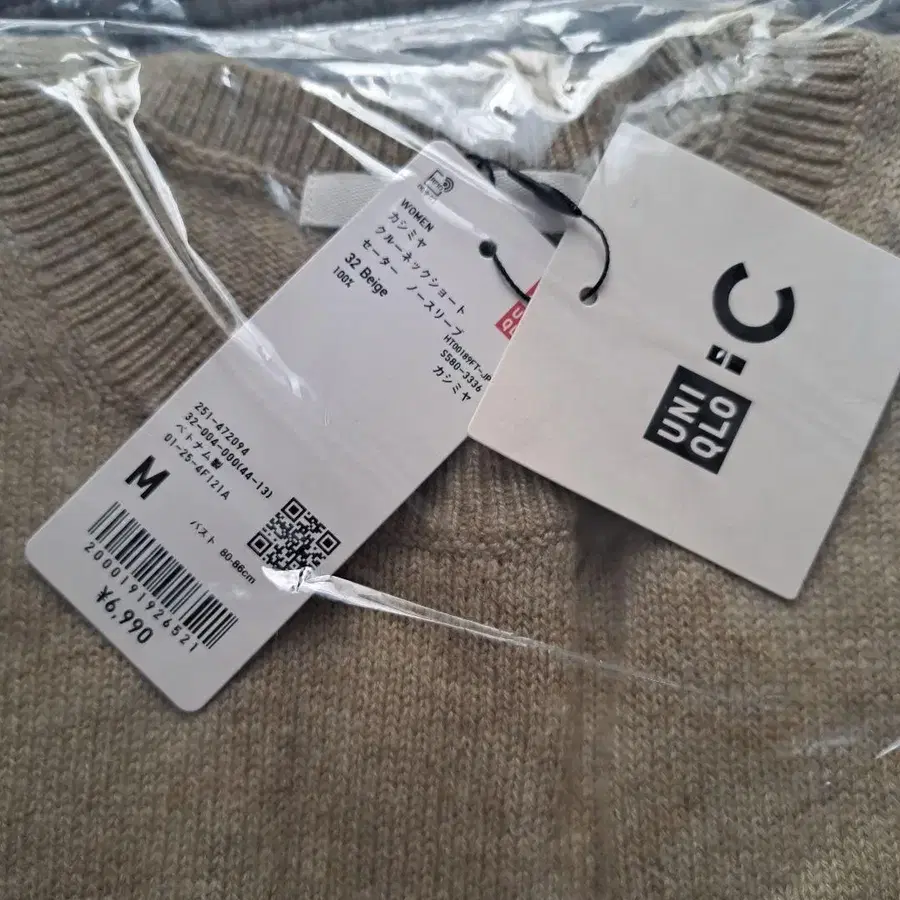 WOMEN
カシミヤ
クルーネックショート
セーター ノースリーブ
32 Beige
HT00189FT-JP
S580-3336
100% カシミヤ
251-472094
32-004-000(44-13)
ベトナム製
01-25-4F121A
M
バスト 80-86cm
2000191926521
¥6,990
UNI
QLO
UNI
QLO
:C